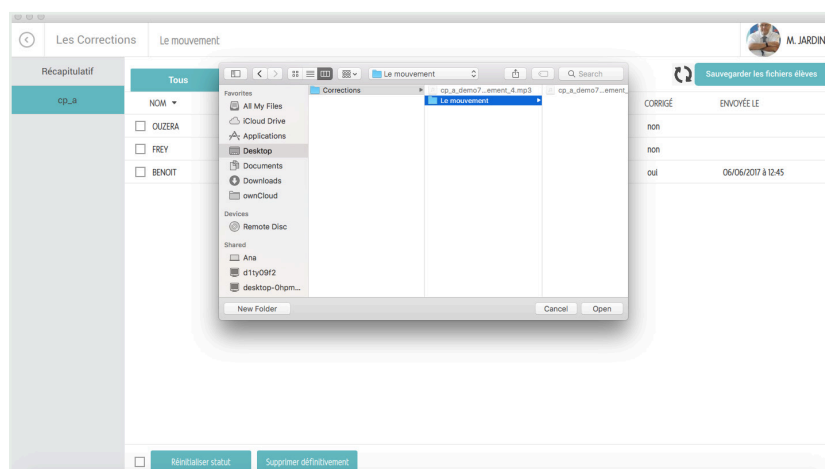 Les Corrections
Le mouvement
M. JARDIN
Récapitulatif
cp_a
Tous
Sauvegarder les fichiers élèves
NOM
CORRIGÉ
ENVOYÉE LE
OUZERA
non
FREY
non
BENOIT
oui
06/06/2017 à 12:45
Le mouvement
Search
Favorites
All My Files
iCloud Drive
Applications
Desktop
Documents
Downloads
ownCloud
Devices
Remote Disc
Shared
Ana
d1ty09f2
desktop-0hpm...
Corrections
cp_a_demo7...ement_4.mp3
Le mouvement
cp_a_demo7...ement_
New Folder
Cancel
Open
Réinitialiser statut
Supprimer définitivement